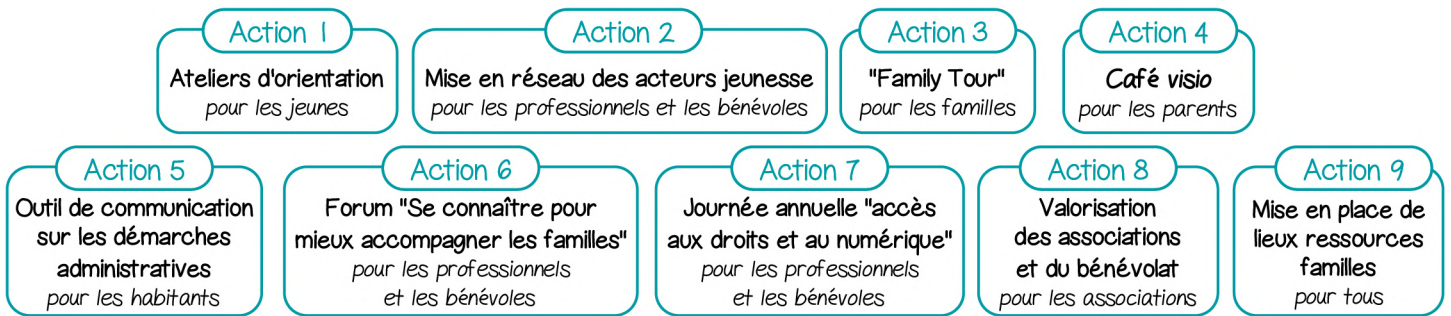 Action 1
Ateliers d'orientation
pour les jeunes
Action 2
Mise en réseau des acteurs jeunesse
pour les professionnels et les bénévoles
Action 3
"Family Tour"
pour les familles
Action 4
Café visio
pour les parents
Action 5
Outil de communication
sur les démarches
administratives
pour les habitants
Action 6
Forum "Se connaître pour
mieux accompagner les familles"
pour les professionnels
et les bénévoles
Action 7
Journée annuelle "accès
aux droits et au numérique"
pour les professionnels
et les bénévoles
Action 8
Valorisation
des associations
et du bénévolat
pour les associations
Action 9
Mise en place de
lieux ressources
familles
pour tous